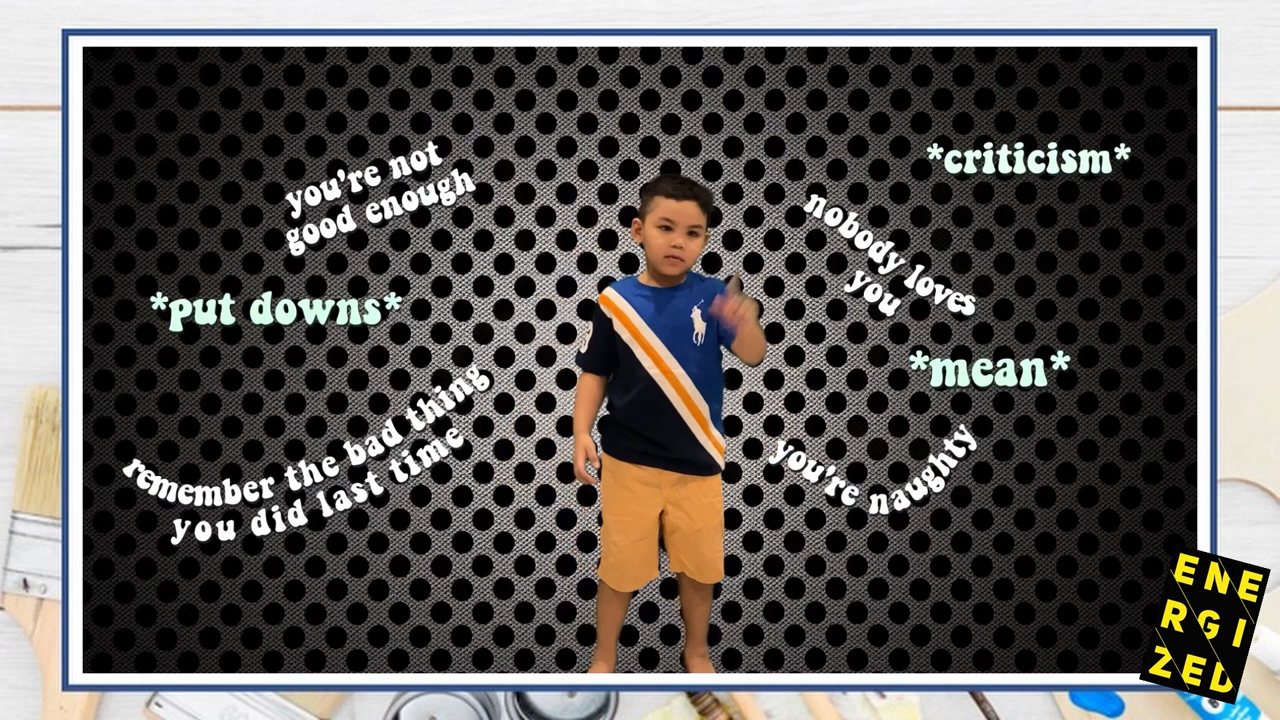 you're not
good enough
*put downs*
remember the bad thing
you did last time
*criticism*
nobody loves
you
*mean*
you're naughty
ENE
RGI
ZED